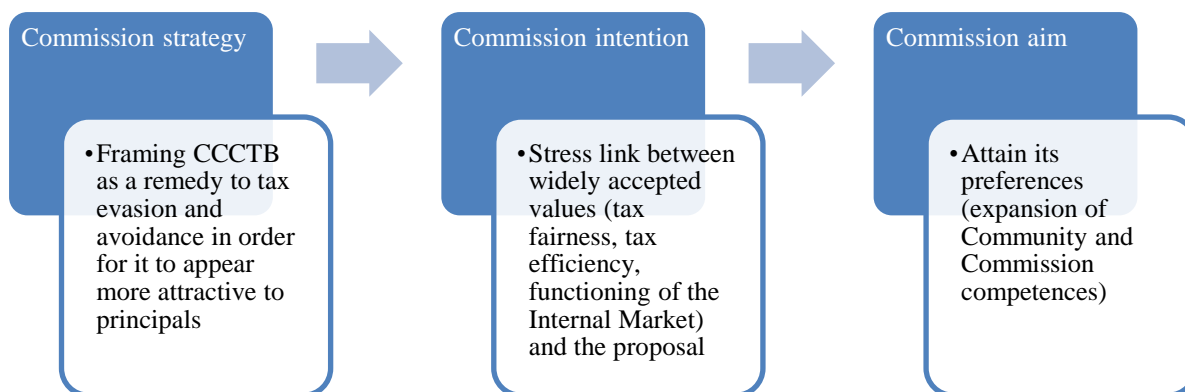 Commission strategy
•Framing CCCTB
as a remedy to tax
evasion and
avoidance in order
for it to appear
more attractive to
principals
Commission intention
•Stress link between
widely accepted
values (tax
fairness, tax
efficiency,
functioning of the
Internal Market)
and the proposal
Commission aim
•Attain its
preferences
(expansion of
Community and
Commission
competences)